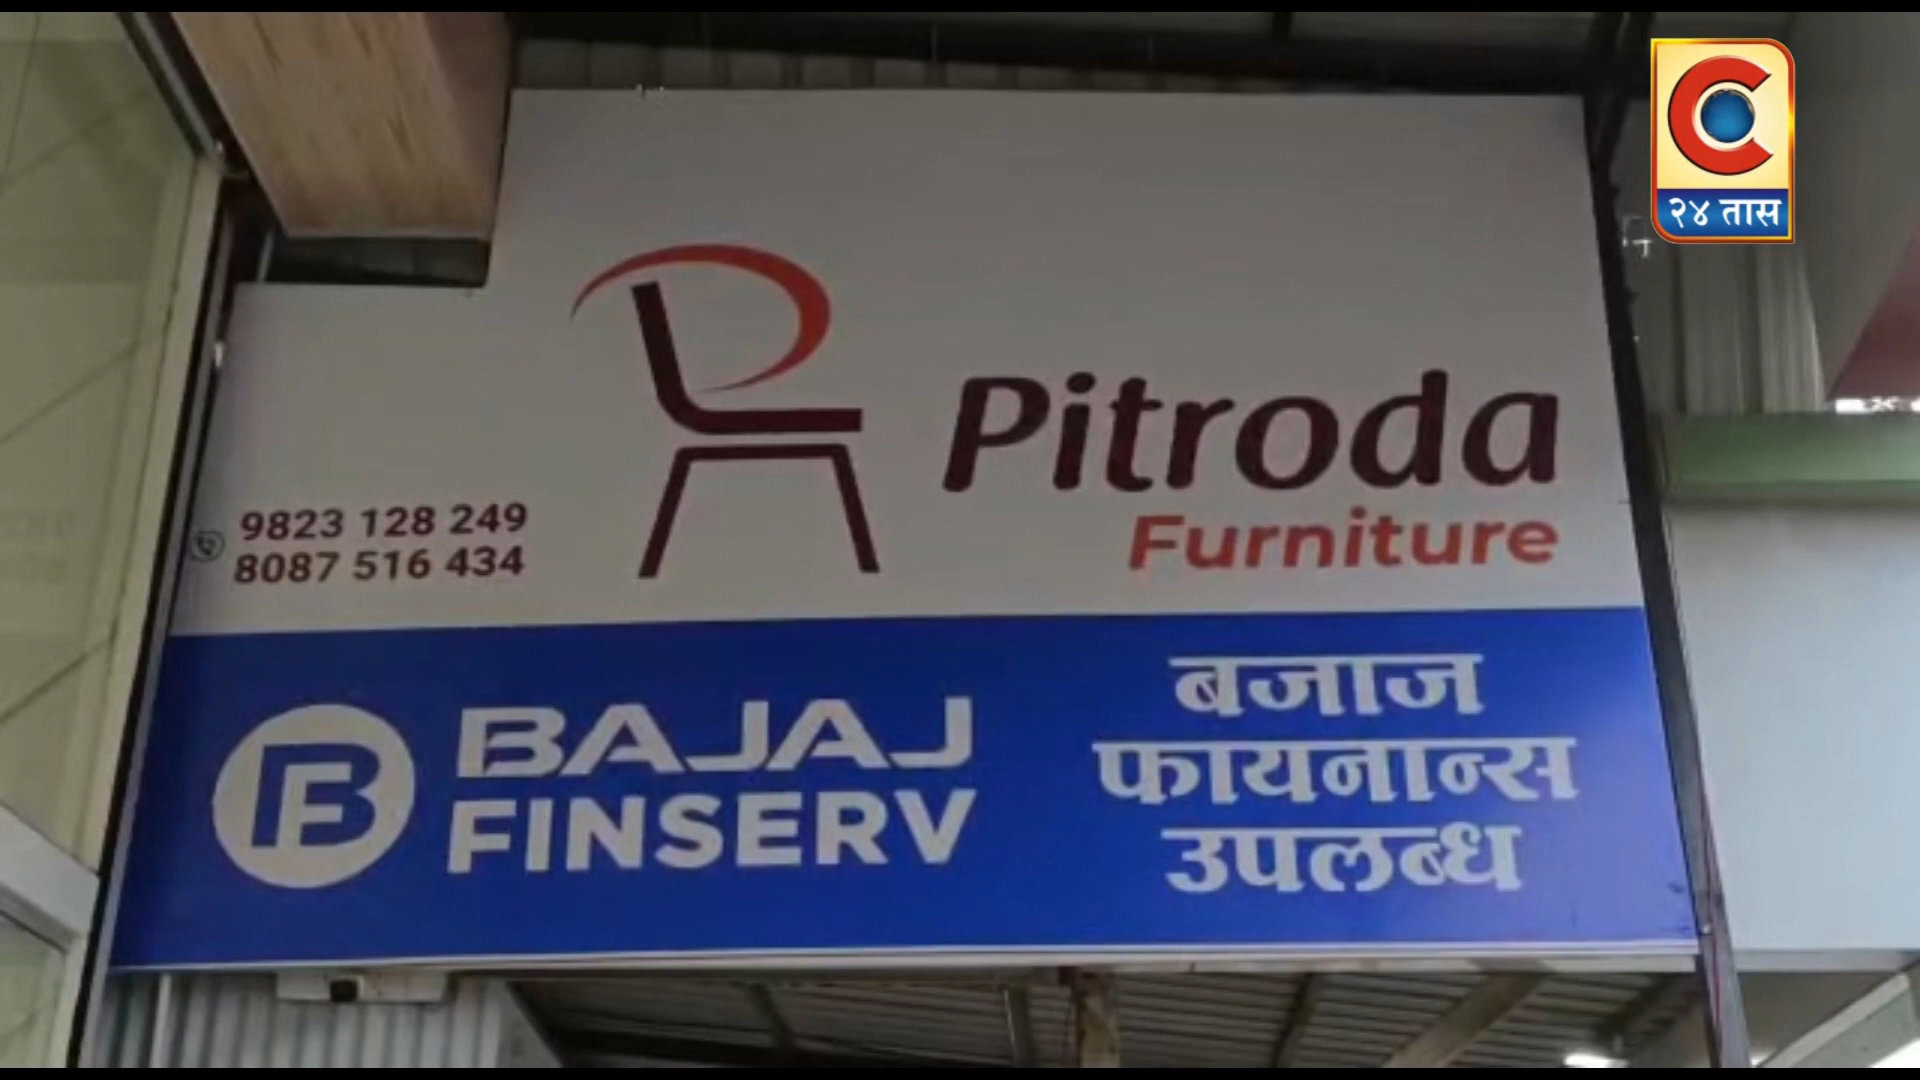 C
२४ तास
Pitroda
Furniture
9823 128 249
8087 516 434
BAJAJ
FINSERV
बजाज
फायनान्स
उपलब्ध